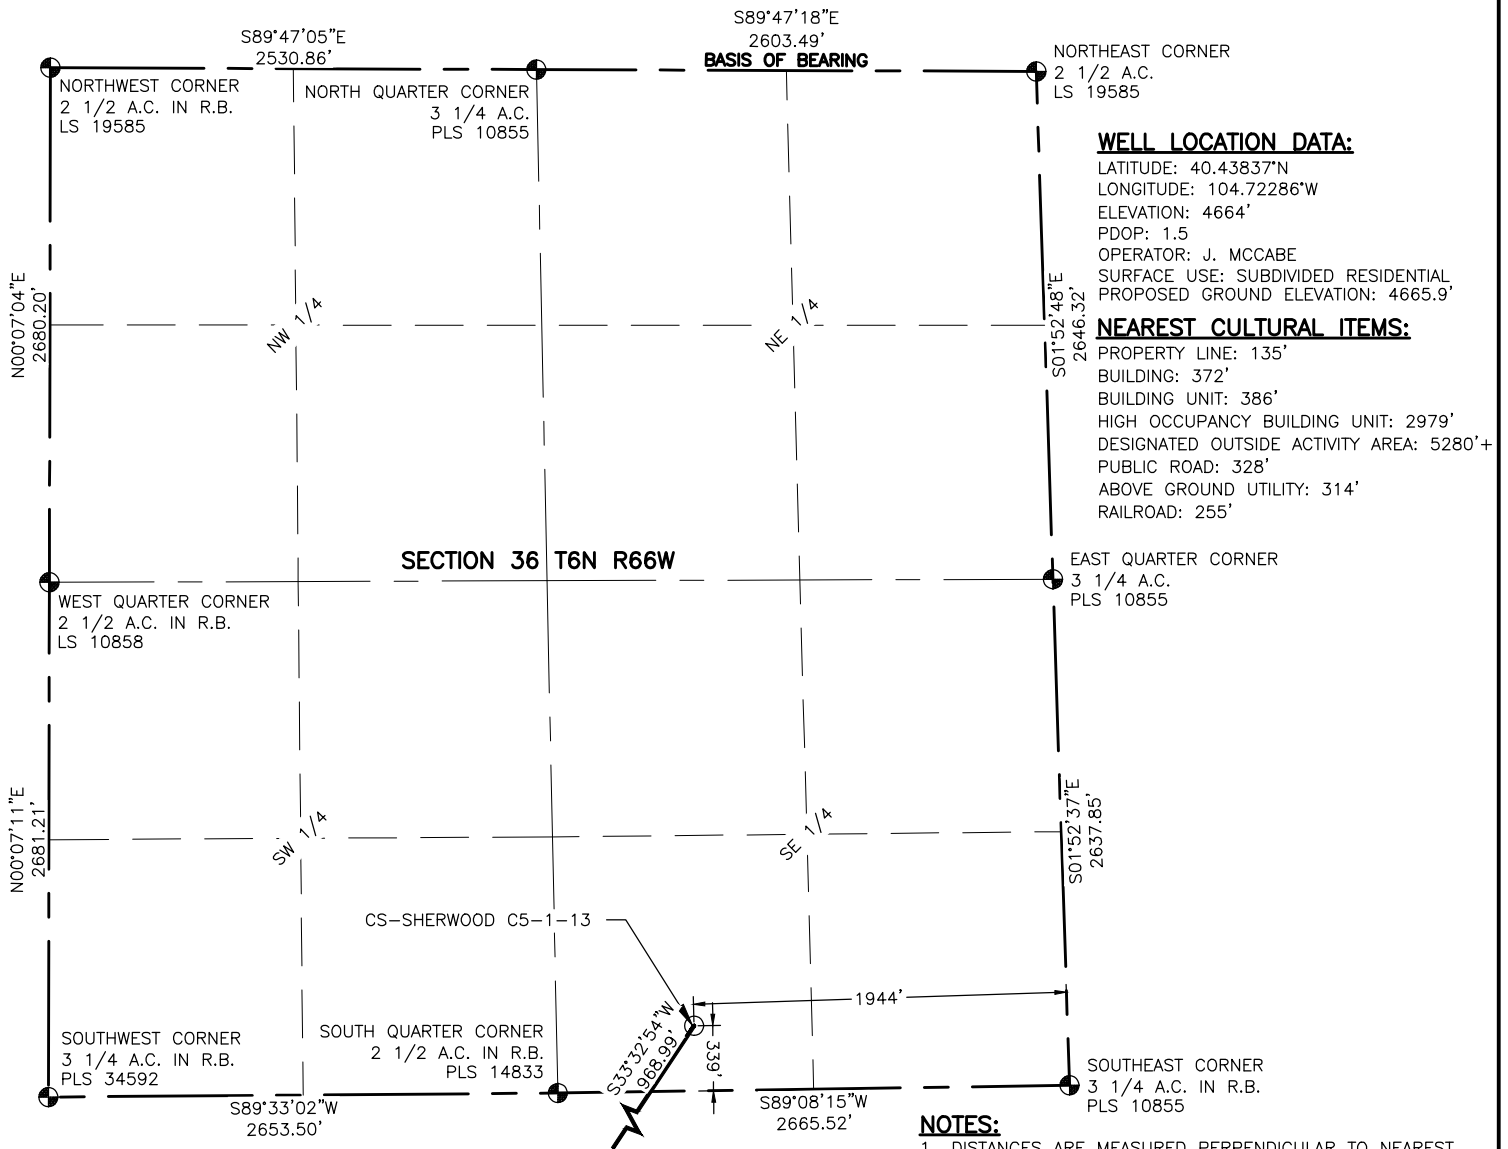 S89°47'05"E
2530.86'
S89°47'18"E
2603.49'
BASIS OF BEARING
NORTHWEST CORNER
2 1/2 A.C. IN R.B.
LS 19585
NORTH QUARTER CORNER
3 1/4 A.C.
PLS 10855
NORTHEAST CORNER
2 1/2 A.C.
LS 19585
WELL LOCATION DATA:
LATITUDE: 40.43837°N
LONGITUDE: 104.72286°W
ELEVATION: 4664'
PDOP: 1.5
OPERATOR: J. MCCABE
SURFACE USE: SUBDIVIDED RESIDENTIAL
PROPOSED GROUND ELEVATION: 4665.9'
NEAREST CULTURAL ITEMS:
PROPERTY LINE: 135'
BUILDING: 372'
BUILDING UNIT: 386'
HIGH OCCUPANCY BUILDING UNIT: 2979'
DESIGNATED OUTSIDE ACTIVITY AREA: 5280'+
PUBLIC ROAD: 328'
ABOVE GROUND UTILITY: 314'
RAILROAD: 255'
N00°07'04"E
2680.20'
NW 1/4
NE 1/4
S01°52'48"E
2646.32'
SECTION 36 T6N R66W
WEST QUARTER CORNER
2 1/2 A.C. IN R.B.
LS 10858
EAST QUARTER CORNER
3 1/4 A.C.
PLS 10855
N00°07'11"E
2681.21'
SW 1/4
SE 1/4
S01°52'37"E
2637.85'
CS-SHERWOOD C5-1-13
1944'
S33°32'54"W
968.99'
339'
SOUTHWEST CORNER
3 1/4 A.C. IN R.B.
PLS 34592
SOUTH QUARTER CORNER
2 1/2 A.C. IN R.B.
PLS 14833
SOUTHEAST CORNER
3 1/4 A.C. IN R.B.
PLS 10855
S89°33'02"W
2653.50'
S89°08'15"W
2665.52'
NOTES:
1. DISTANCES ARE MEASURED PERPENDICULAR TO NEAREST